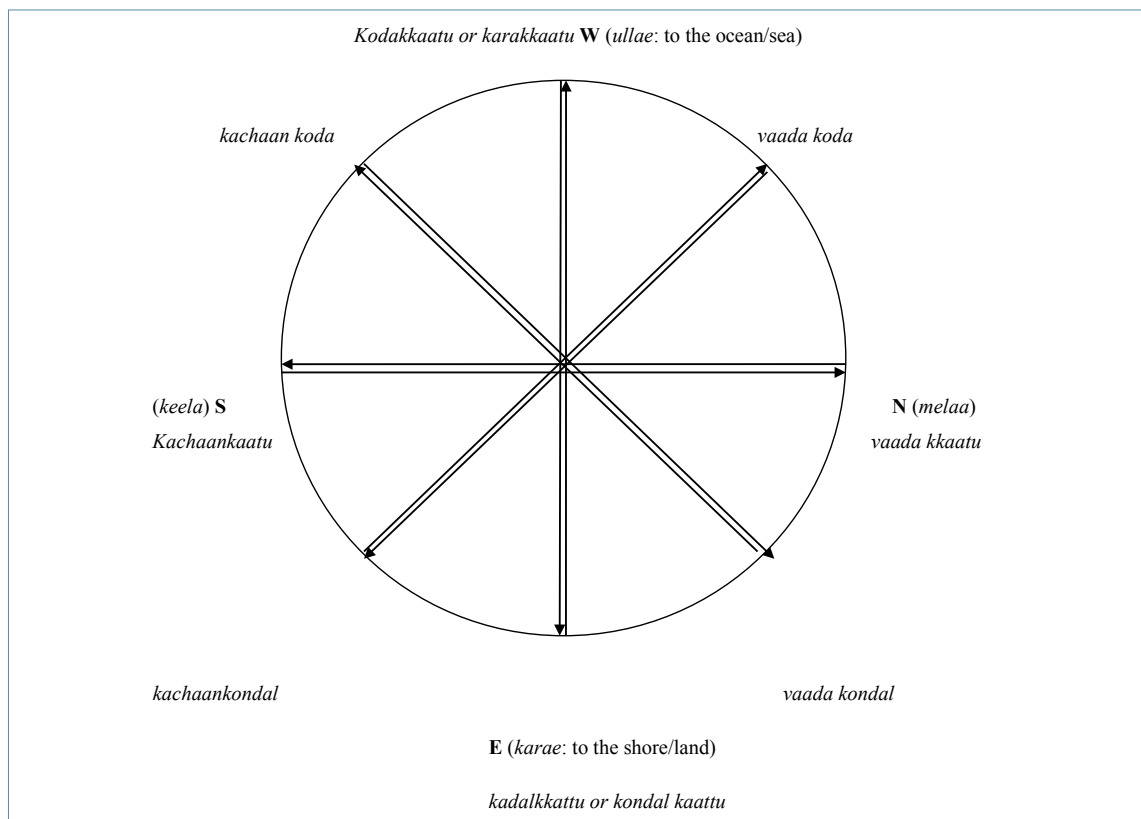 Kodakkaatu or karakkaatu W (ullae: to the ocean/sea)
kachaan koda
vaada koda
(keela) S
Kachaankaatu
N (melaa)
vaada kkaatu
kachaankondal
vaada kondal
E (karae: to the shore/land)
kadalkkattu or kondal kaattu